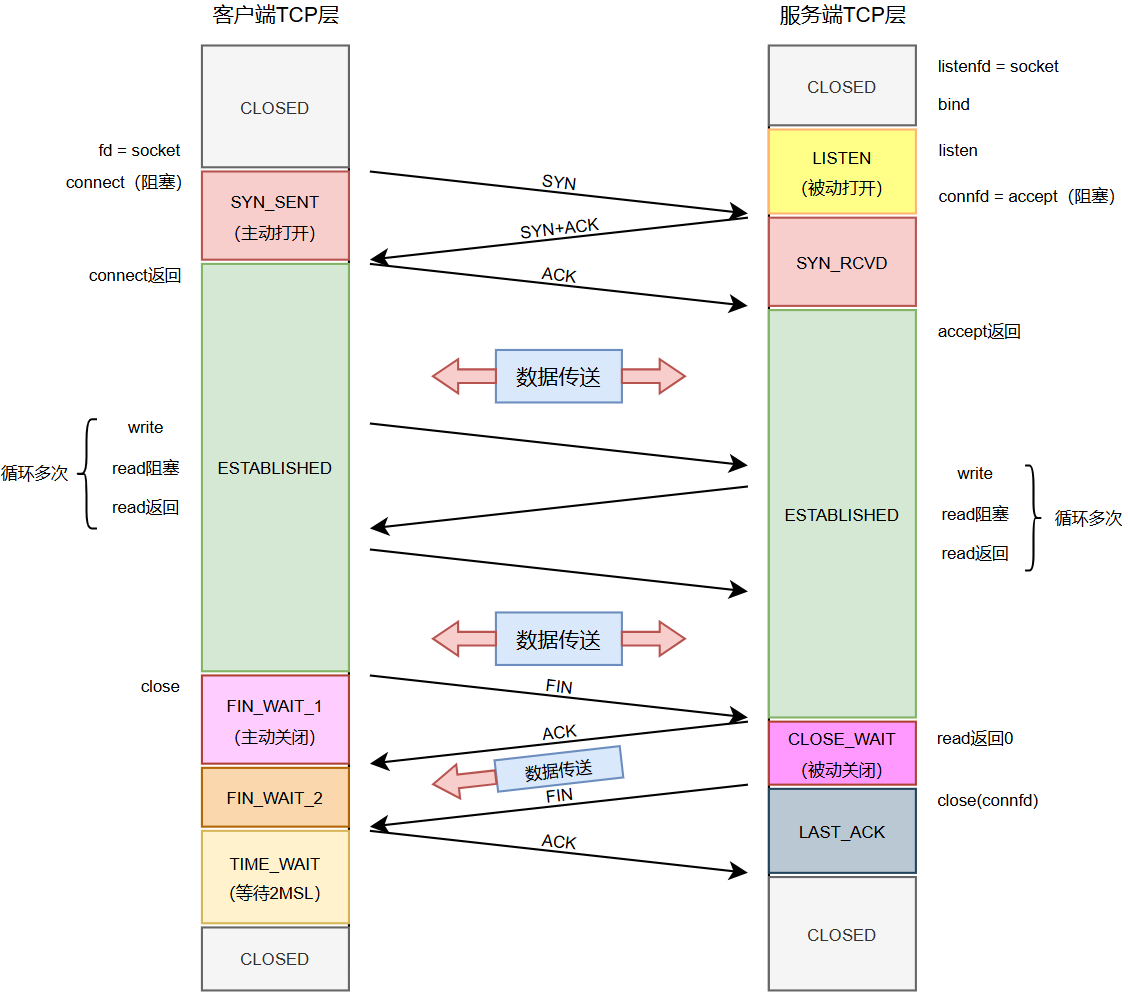 客户端TCP层
服务端TCP层
CLOSED
CLOSED
listenfd = socket
bind
fd = socket
connect（阻塞）
SYN_SENT
（主动打开）
SYN
LISTEN
（被动打开）
listen
connfd = accept（阻塞）
SYN+ACK
SYN_RCVD
connect返回
ACK
accept返回
数据传送
循环多次
write
read阻塞
read返回
ESTABLISHED
ESTABLISHED
write
read阻塞
read返回
循环多次
数据传送
close
FIN_WAIT_1
（主动关闭）
FIN
ACK
CLOSE_WAIT
（被动关闭）
read返回0
数据传送
FIN_WAIT_2
FIN
close(connfd)
LAST_ACK
ACK
TIME_WAIT
（等待2MSL）
CLOSED
CLOSED